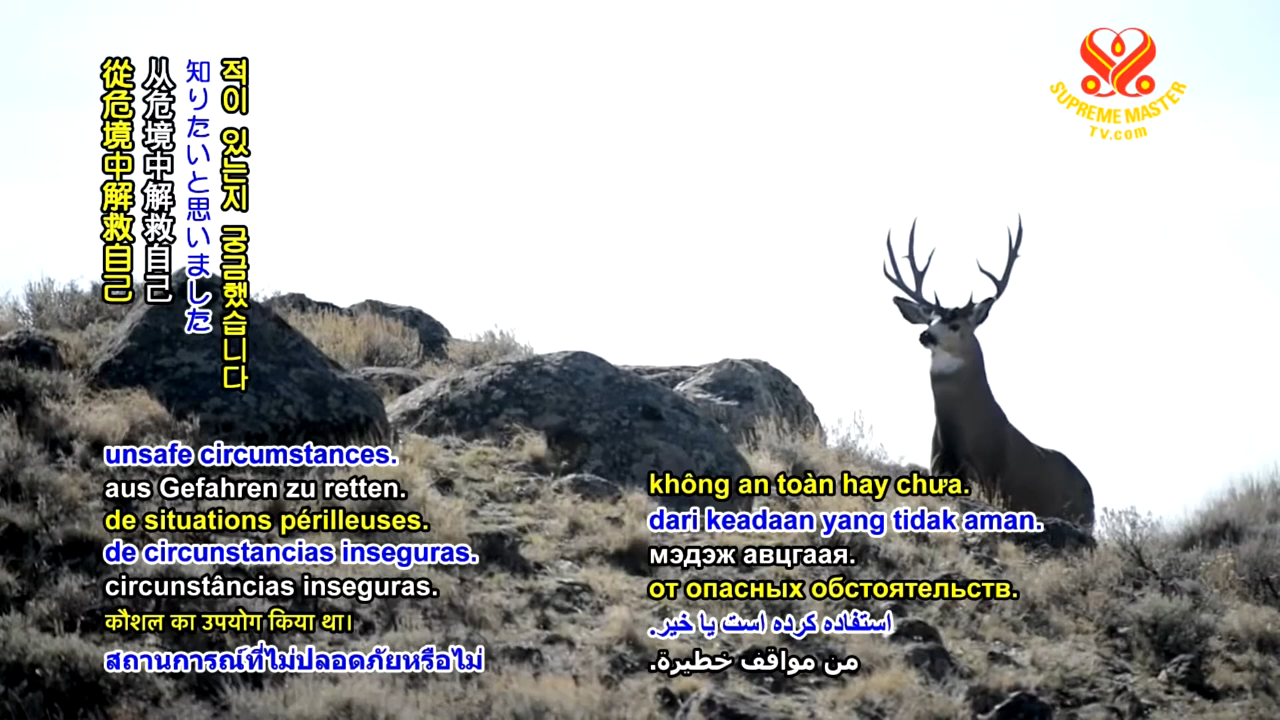 從危境中解救自己
从危境中解救自己
知りたいと思いました
적이 있는지 궁금했습니다
SUPREME MASTER
TV.com
unsafe circumstances.
aus Gefahren zu retten.
de situations périlleuses.
de circunstancias inseguras.
circunstâncias inseguras.
कौशल का उपयोग किया था।
สถานการณ์ที่ไม่ปลอดภัยหรือไม่
không an toàn hay chưa.
dari keadaan yang tidak aman.
мэдэж авцгаая.
от опасных обстоятельств.
استفاده کرده است یا خیر.
من مواقف خطيرة.